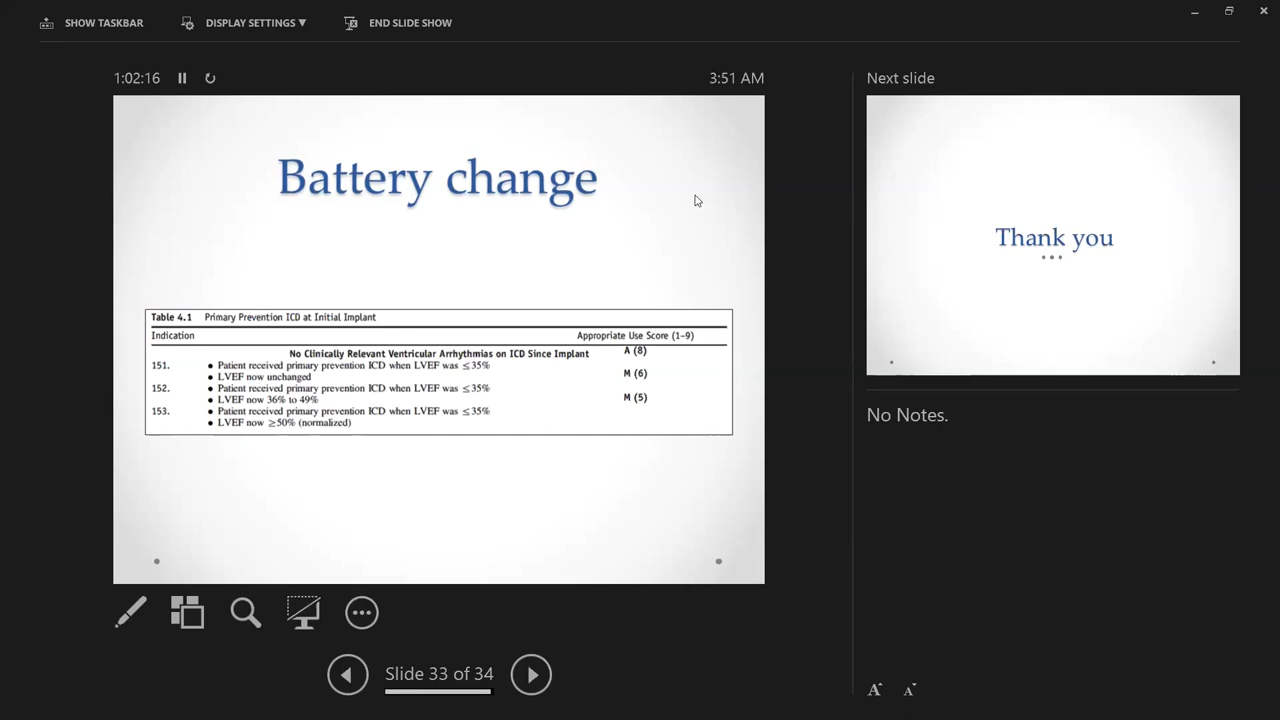 SHOW TASKBAR DISPLAY SETTINGS ▼ END SLIDE SHOW
1:02:16 3:51 AM
Battery change
Table 4.1 Primary Prevention ICD at Initial Implant
Indication Appropriate Use Score (1–9)
No Clinically Relevant Ventricular Arrhythmias on ICD Since Implant
A (8)
151. • Patient received primary prevention ICD when LVEF was ≤35%
• LVEF now unchanged
M (6)
152. • Patient received primary prevention ICD when LVEF was ≤35%
• LVEF now 36% to 49%
M (5)
153. • Patient received primary prevention ICD when LVEF was ≤35%
• LVEF now ≥50% (normalized)
Slide 33 of 34
Next slide
Thank you
No Notes.
A A